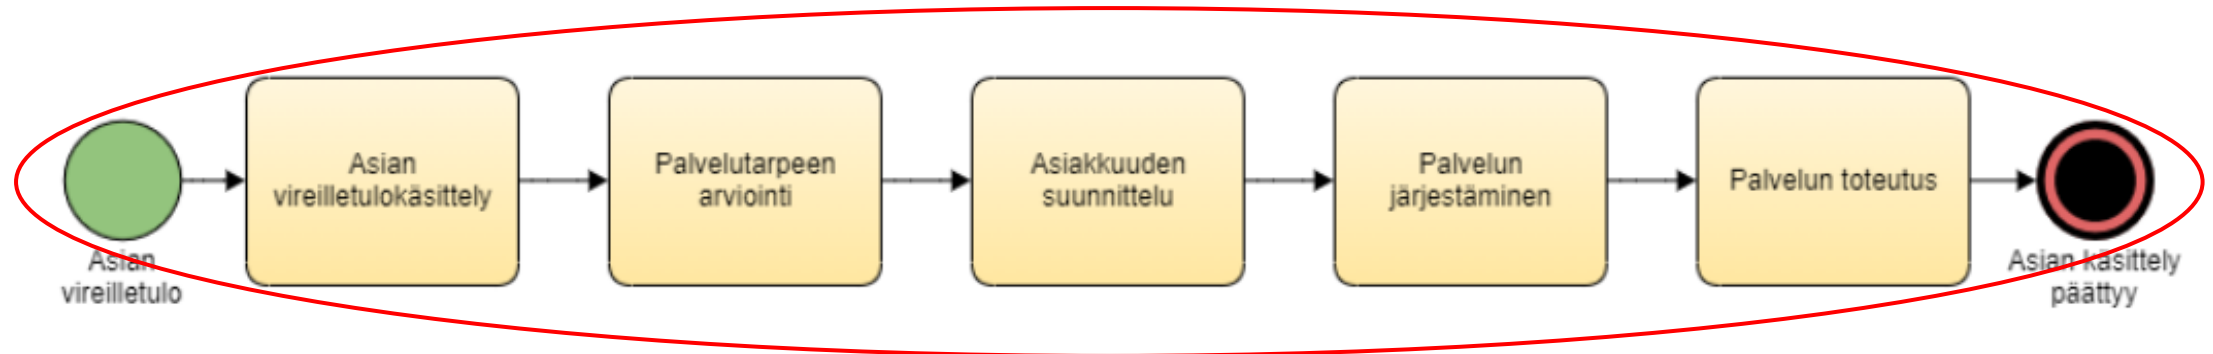 Asian
vireilletulo
Asian
vireilletulokäsittely
Palvelutarpeen
arviointi
Asiakkuuden
suunnittelu
Palvelun
järjestäminen
Palvelun toteutus
Asian käsittely
päättyy